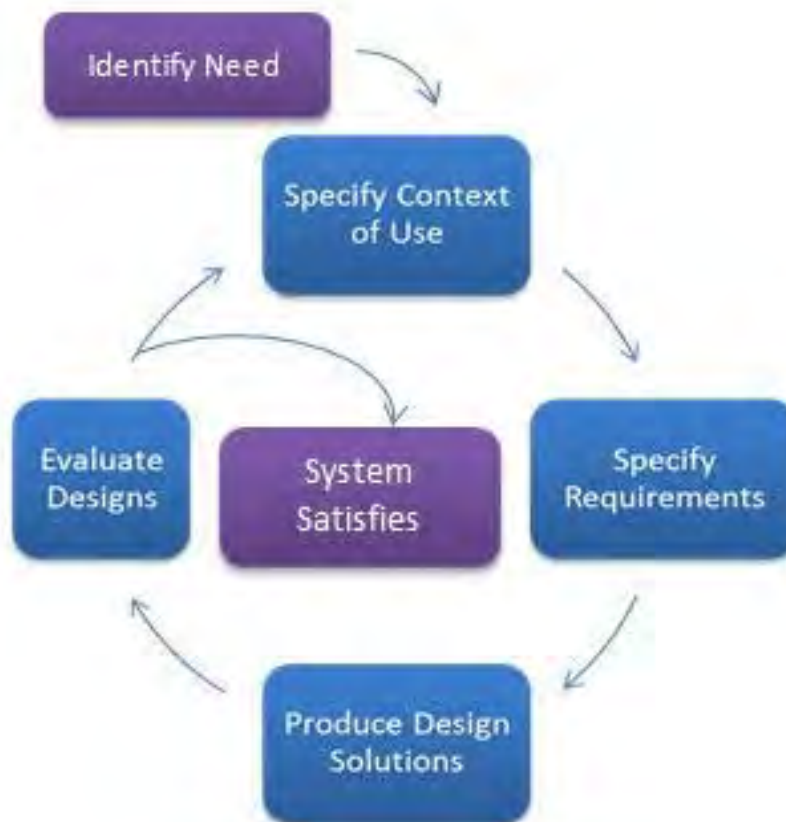 Identify Need
Specify Context
of Use
Evaluate
Designs
System
Satisfies
Specify
Requirements
Produce Design
Solutions